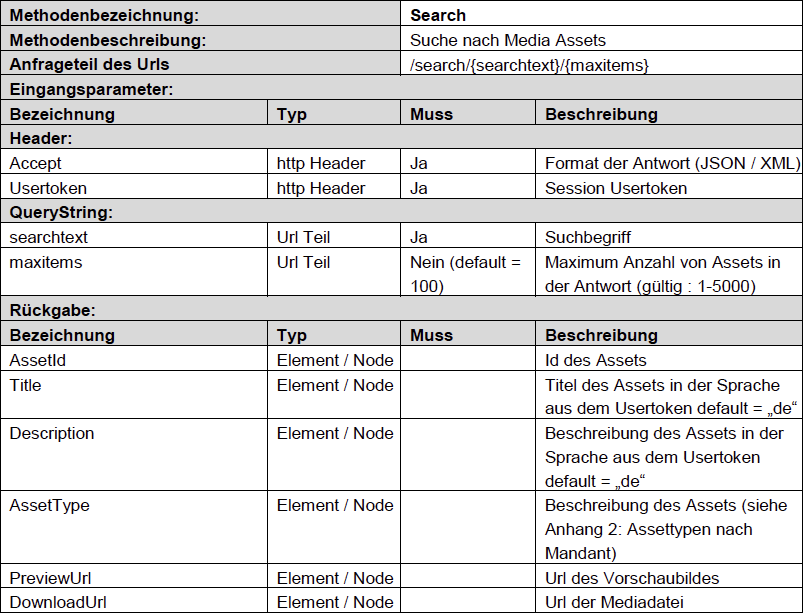 Methodenbezeichnung: Search
Methodenbeschreibung: Suche nach Media Assets
Anfrageteil des Urls /search/{searchtext}/{maxitems}
Eingangsparameter:
Bezeichnung Typ Muss Beschreibung
Header:
Accept http Header Ja Format der Antwort (JSON / XML)
Usertoken http Header Ja Session Usertoken
QueryString:
searchtext Url Teil Ja Suchbegriff
maxitems Url Teil Nein (default = Maximum Anzahl von Assets in
100) der Antwort (gültig : 1-5000)
Rückgabe:
Bezeichnung Typ Muss Beschreibung
AssetId Element / Node Id des Assets
Title Element / Node Titel des Assets in der Sprache
aus dem Usertoken default = „de“
Description Element / Node Beschreibung des Assets in der
Sprache aus dem Usertoken
default = „de“
AssetType Element / Node Beschreibung des Assets (siehe
Anhang 2: Assettypen nach
Mandant)
PreviewUrl Element / Node Url des Vorschaubildes
DownloadUrl Element / Node Url der Mediadatei